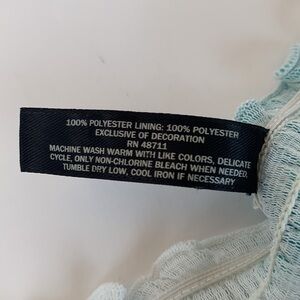 100% POLYESTER LINING: 100% POLYESTER
EXCLUSIVE OF DECORATION
RN 48711
MACHINE WASH WARM WITH LIKE COLORS, DELICATE
CYCLE, ONLY NON-CHLORINE BLEACH WHEN NEEDED,
TUMBLE DRY LOW, COOL IRON IF NECESSARY